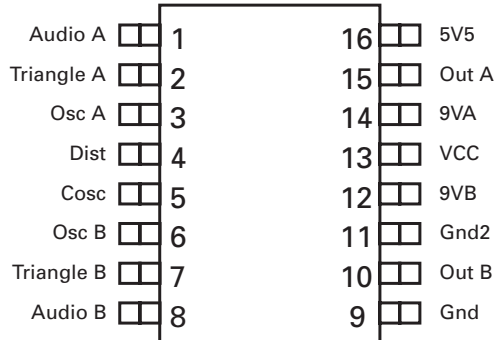 Audio A 1 16 5V5
Triangle A 2 15 Out A
Osc A 3 14 9VA
Dist 4 13 VCC
Cosc 5 12 9VB
Osc B 6 11 Gnd2
Triangle B 7 10 Out B
Audio B 8 9 Gnd